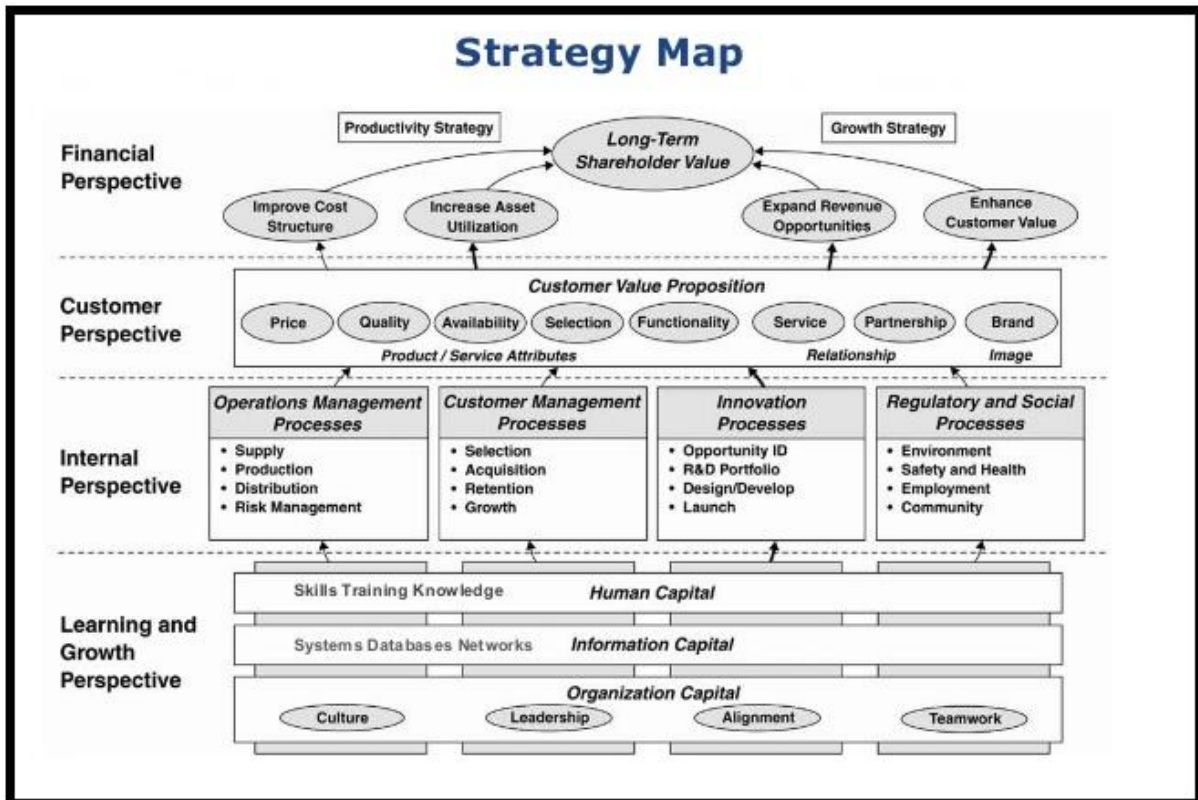 Strategy Map
Financial
Perspective
Productivity Strategy
Long-Term
Shareholder Value
Growth Strategy
Improve Cost
Structure
Increase Asset
Utilization
Expand Revenue
Opportunities
Enhance
Customer Value
Customer
Perspective
Customer Value Proposition
Price
Quality
Availability
Selection
Functionality
Service
Partnership
Brand
Product / Service Attributes
Relationship
Image
Internal
Perspective
Operations Management
Processes
• Supply
• Production
• Distribution
• Risk Management
Customer Management
Processes
• Selection
• Acquisition
• Retention
• Growth
Innovation
Processes
• Opportunity ID
• R&D Portfolio
• Design/Develop
• Launch
Regulatory and Social
Processes
• Environment
• Safety and Health
• Employment
• Community
Learning and
Growth
Perspective
Skills Training Knowledge Human Capital
Systems Databases Networks Information Capital
Organization Capital
Culture
Leadership
Alignment
Teamwork